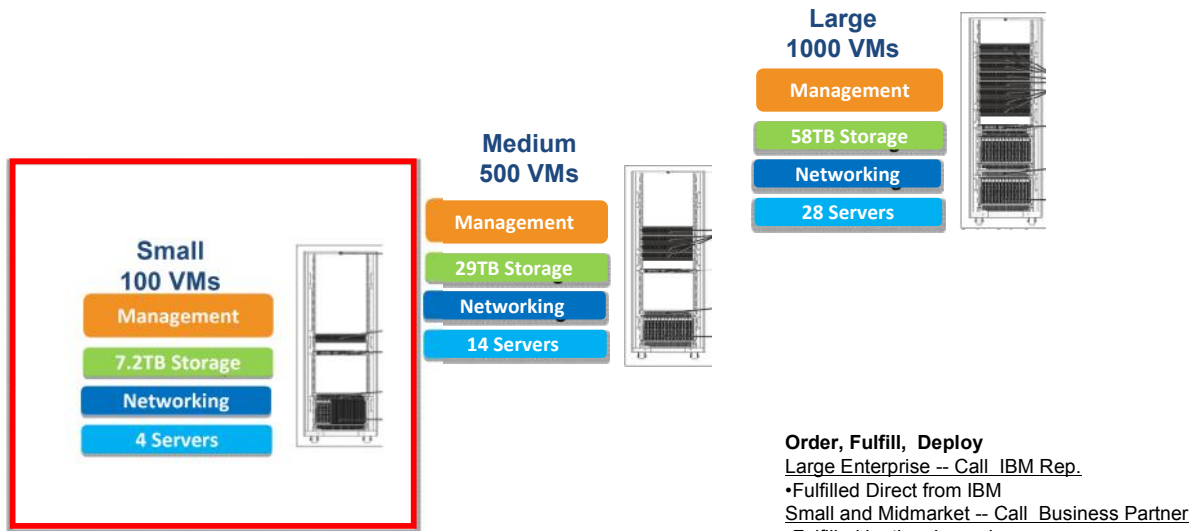 Small
100 VMs
Management
7.2TB Storage
Networking
4 Servers
Medium
500 VMs
Management
29TB Storage
Networking
14 Servers
Large
1000 VMs
Management
58TB Storage
Networking
28 Servers
Order, Fulfill, Deploy
Large Enterprise -- Call IBM Rep.
•Fulfilled Direct from IBM
Small and Midmarket -- Call Business Partner